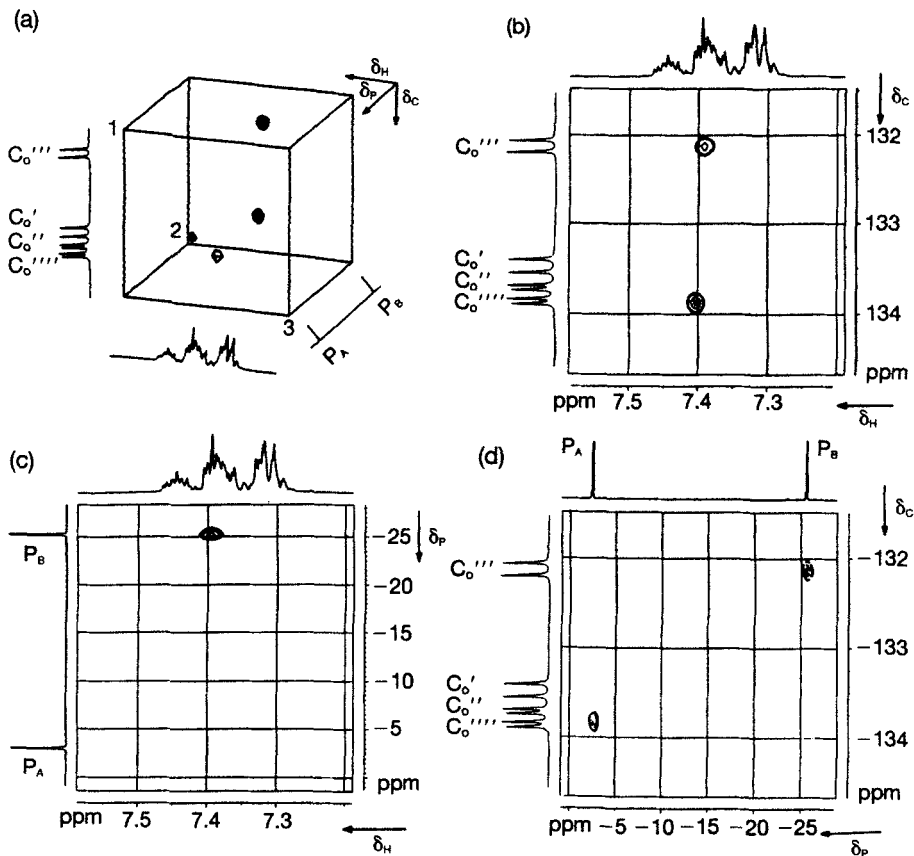 (a)
δH
δP
δC
1
Co'''
Co'
2
Co''
Co''''
3
PA
PB
(b)
δC
Co'''
132
133
Co'
Co''
Co''''
134
ppm
ppm 7.5 7.4 7.3
δH
(c)
PB
-25
δP
-20
-15
-10
-5
PA
ppm
ppm 7.5 7.4 7.3
δH
(d)
PA
PB
δC
Co'''
-132
-133
Co'
Co''
Co''''
-134
ppm
ppm -5 -10 -15 -20 -25
δP